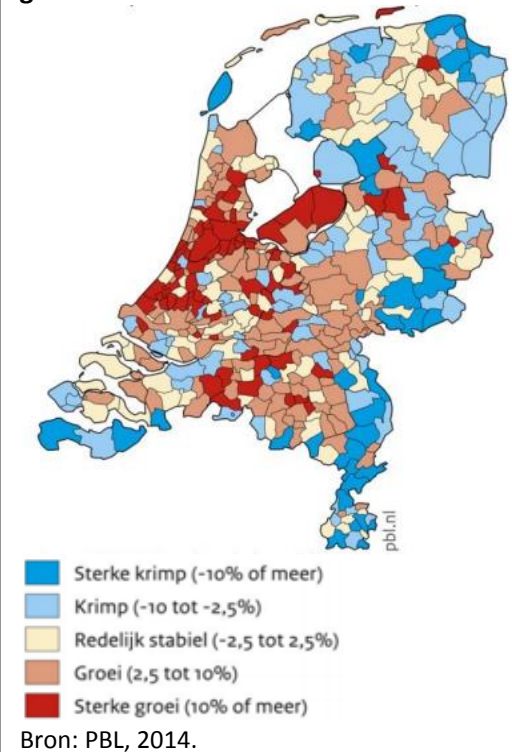 pbl.nl
Sterke krimp (-10% of meer)
Krimp (-10 tot -2,5%)
Redelijk stabiel (-2,5 tot 2,5%)
Groei (2,5 tot 10%)
Sterke groei (10% of meer)
Bron: PBL, 2014.